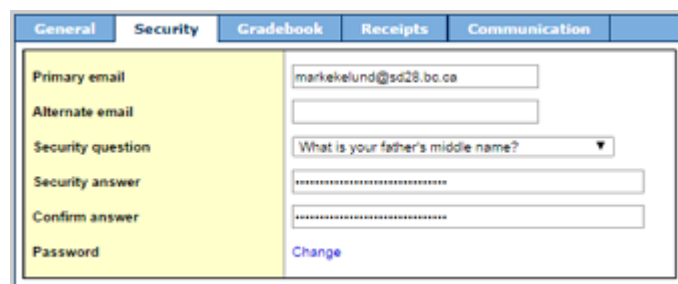 General Security Gradebook Receipts Communication
Primary email markekelund@sd28.bc.ca
Alternate email
Security question What is your father's middle name?
Security answer ••••••••••••••••••••••••••••••••
Confirm answer ••••••••••••••••••••••••••••••••
Password Change